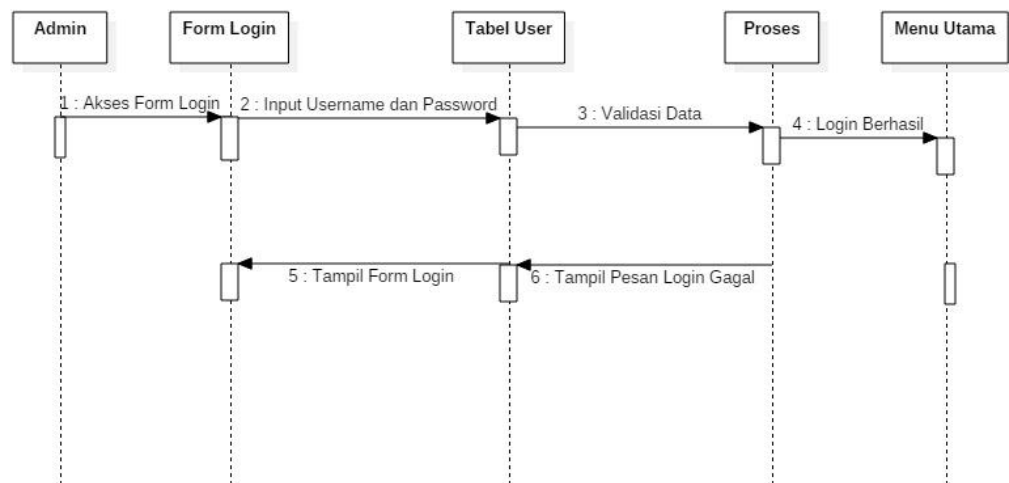 Admin
Form Login
Tabel User
Proses
Menu Utama
1 : Akses Form Login
2 : Input Username dan Password
3 : Validasi Data
4 : Login Berhasil
5 : Tampil Form Login
6 : Tampil Pesan Login Gagal